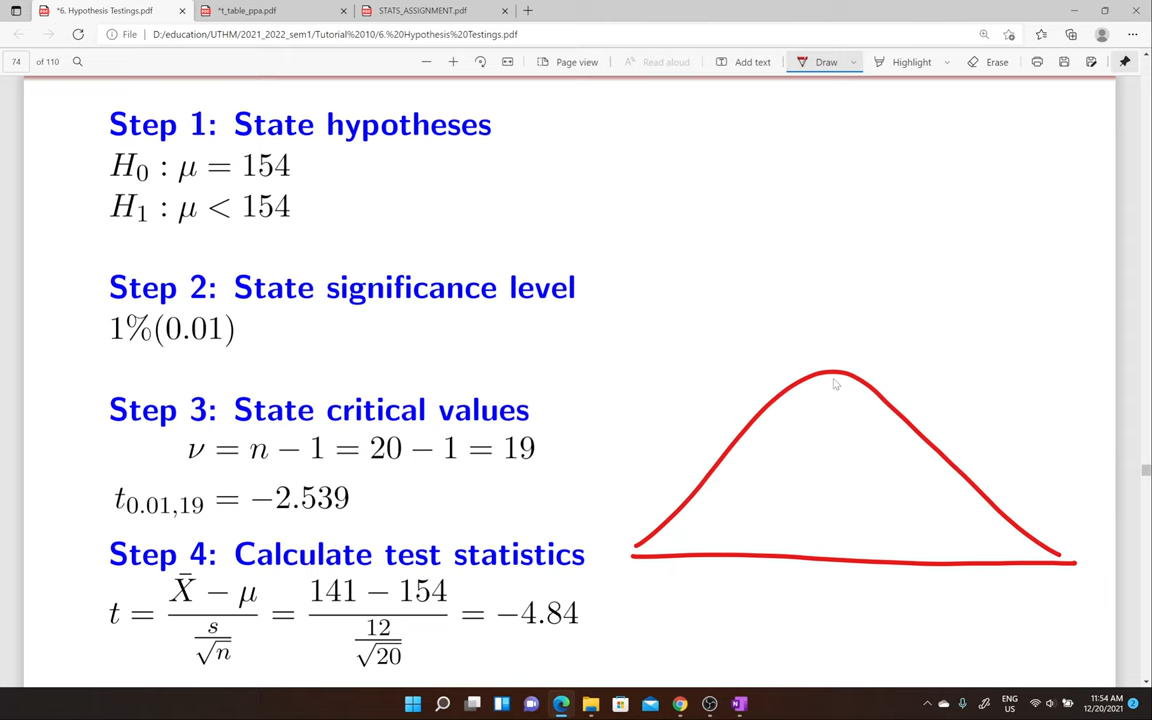 *6. Hypothesis Testings.pdf
*t_table_ppa.pdf
STATS_ASSIGNMENT.pdf
File
D:/education/UTHM/2021_2022_sem1/Tutorial%2010/6.%20Hypothesis%20Testings.pdf
74 of 110
Page view
Read aloud
Add text
Draw
Highlight
Erase
Step 1: State hypotheses
H₀ : μ = 154
H₁ : μ < 154
Step 2: State significance level
1%(0.01)
Step 3: State critical values
ν = n − 1 = 20 − 1 = 19
t₀.₀₁,₁₉ = −2.539
Step 4: Calculate test statistics
t = (X̄ − μ)/(s/√n) = (141 − 154)/(12/√20) = −4.84
ENG
US
11:54 AM
12/20/2021
2